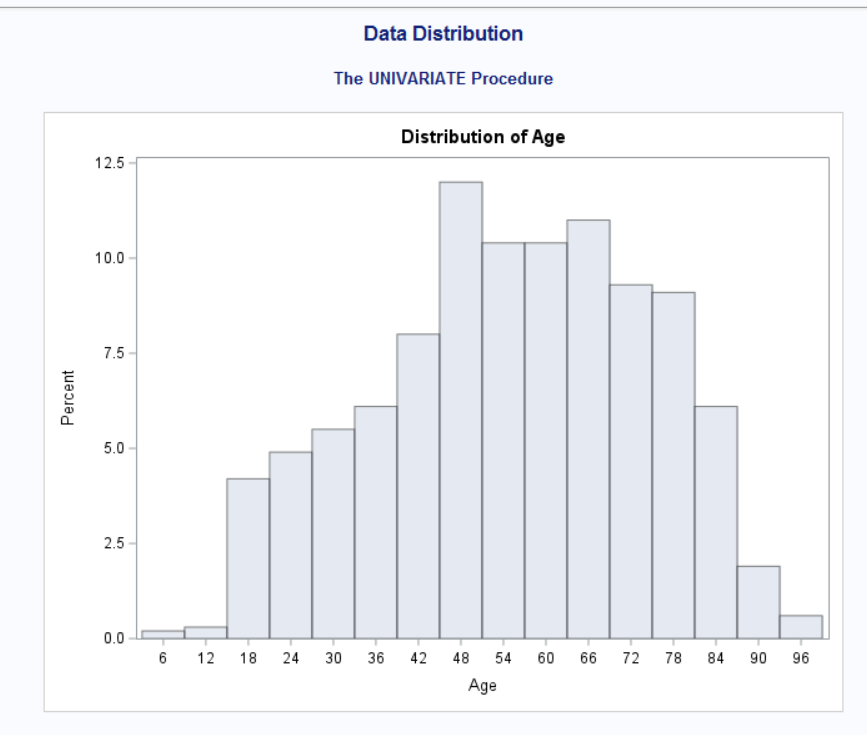 Data Distribution
The UNIVARIATE Procedure
Distribution of Age
12.5
10.0
7.5
5.0
2.5
0.0
Percent
6 12 18 24 30 36 42 48 54 60 66 72 78 84 90 96
Age